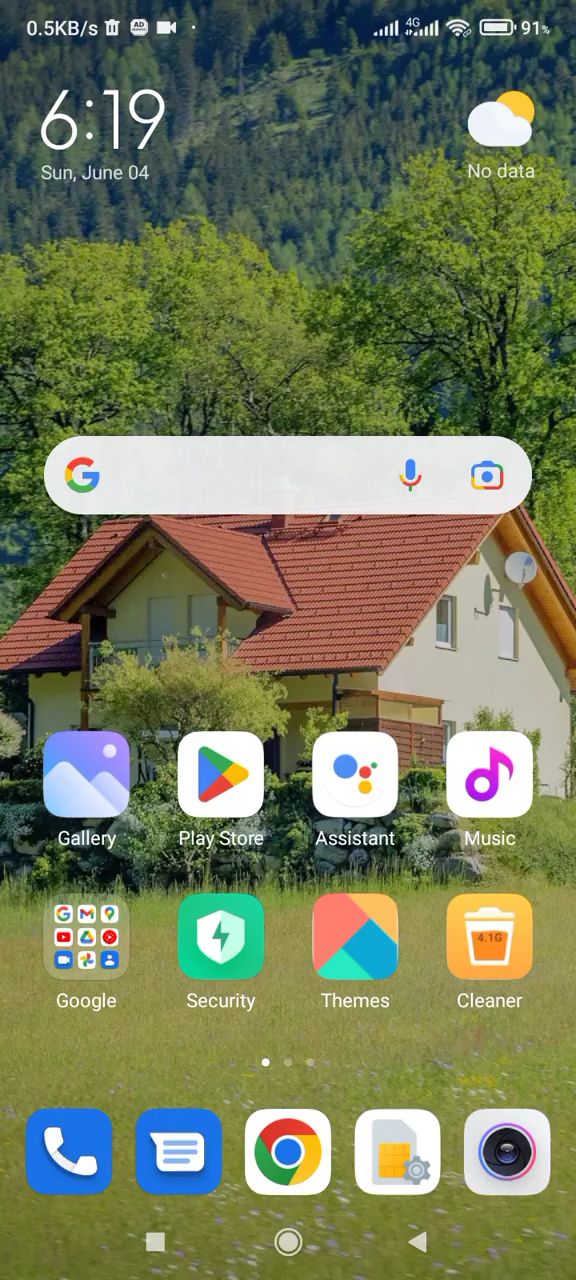 0.5KB/s
4G
91%
6:19
Sun, June 04
No data
Gallery
Play Store
Assistant
Music
4.1G
Google
Security
Themes
Cleaner